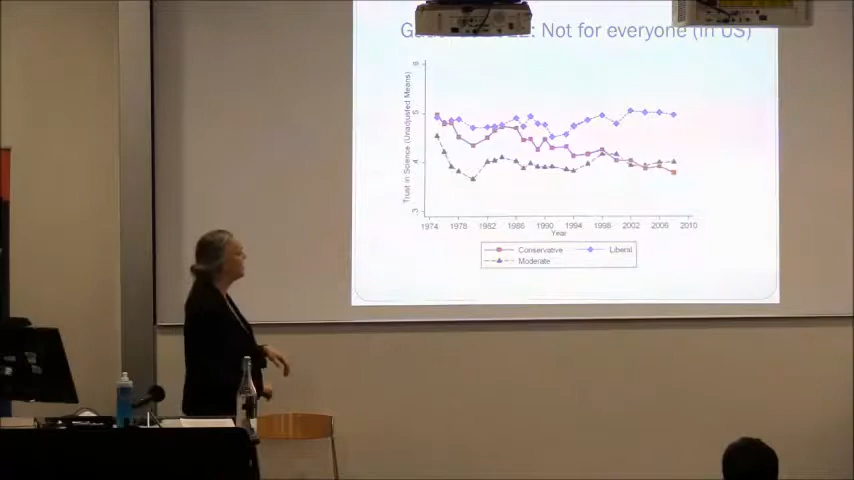 : Not for everyone (in US)
Trust in Science (Unadjusted Means)
.6
.5
.4
.3
1974 1978 1982 1986 1990 1994 1998 2002 2006 2010
Year
Conservative Liberal
Moderate